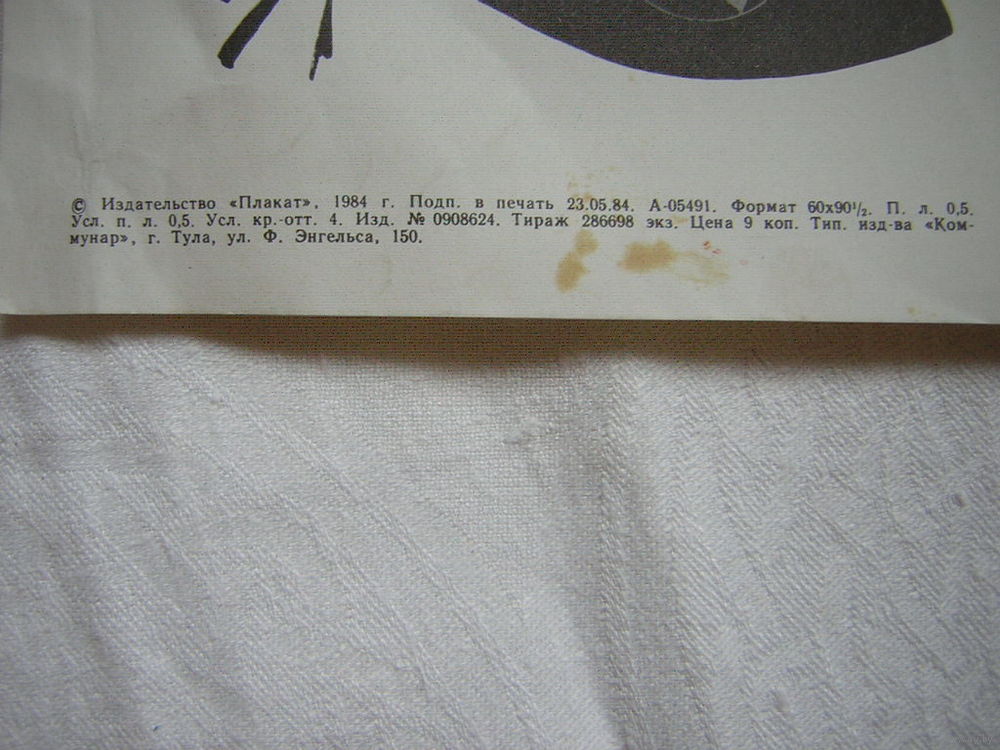 © Издательство «Плакат», 1984 г. Подп. в печать 23.05.84. А-05491. Формат 60х90¹/₂. П. л. 0,5.
Усл. п. л. 0,5. Усл. кр.-отт. 4. Изд. № 0908624. Тираж 286698 экз. Цена 9 коп. Тип. изд-ва «Ком-
мунар», г. Тула, ул. Ф. Энгельса, 150.